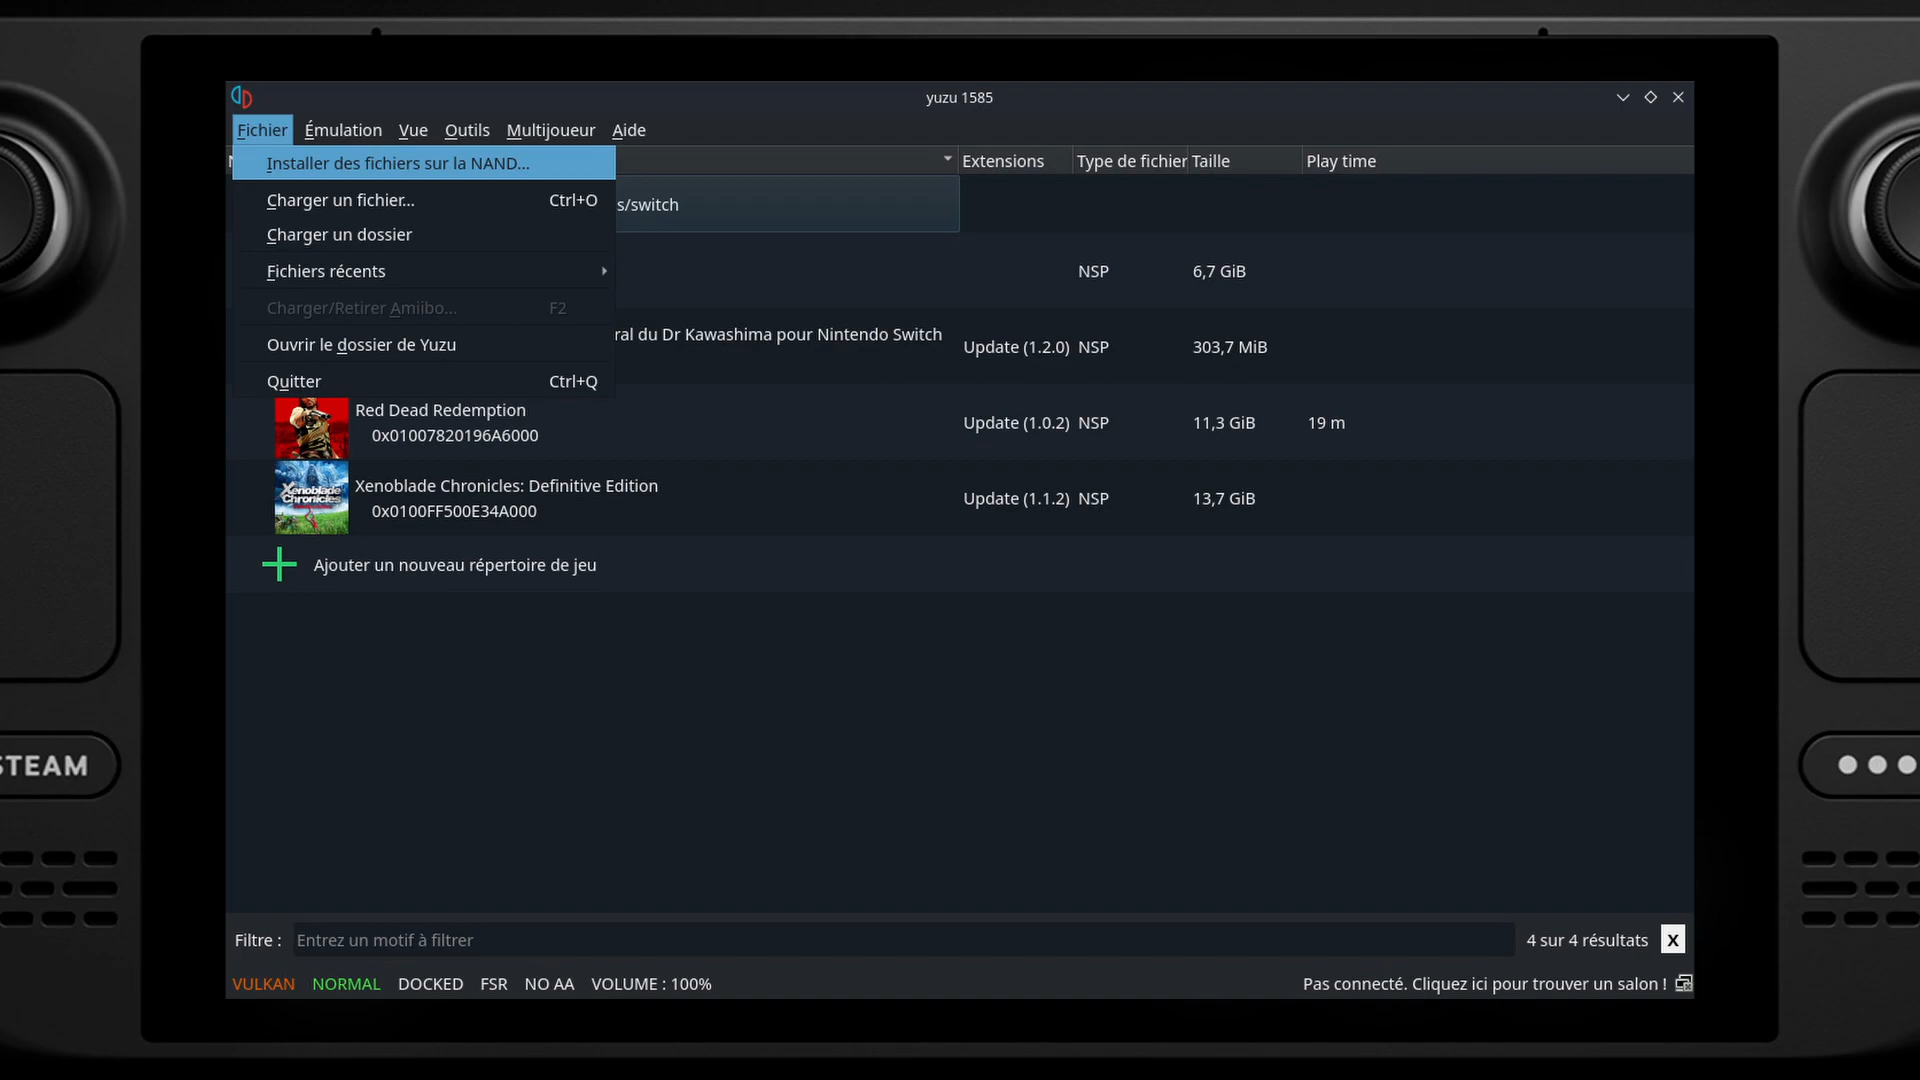 yuzu 1585
Fichier Émulation Vue Outils Multijoueur Aide
Extensions Type de fichier Taille Play time
Installer des fichiers sur la NAND...
Charger un fichier... Ctrl+O
s/switch
Charger un dossier
Fichiers récents
NSP 6,7 GiB
Charger/Retirer Amiibo... F2
ral du Dr Kawashima pour Nintendo Switch
Update (1.2.0) NSP 303,7 MiB
Ouvrir le dossier de Yuzu
Quitter Ctrl+Q
Red Dead Redemption
0x01007820196A6000
Update (1.0.2) NSP 11,3 GiB 19 m
Xenoblade Chronicles
Xenoblade Chronicles: Definitive Edition
0x0100FF500E34A000
Update (1.1.2) NSP 13,7 GiB
Ajouter un nouveau répertoire de jeu
STEAM
Filtre : Entrez un motif à filtrer 4 sur 4 résultats X
VULKAN NORMAL DOCKED FSR NO AA VOLUME : 100% Pas connecté. Cliquez ici pour trouver un salon !